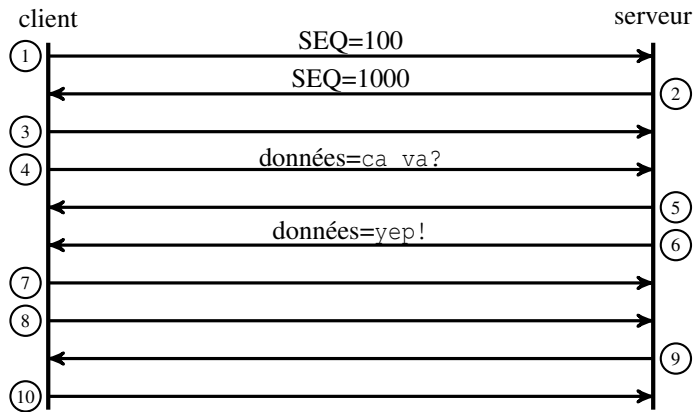 client serveur
1 SEQ=100
SEQ=1000 2
3
4 données=ca va?
5
données=yep! 6
7
8
9
10